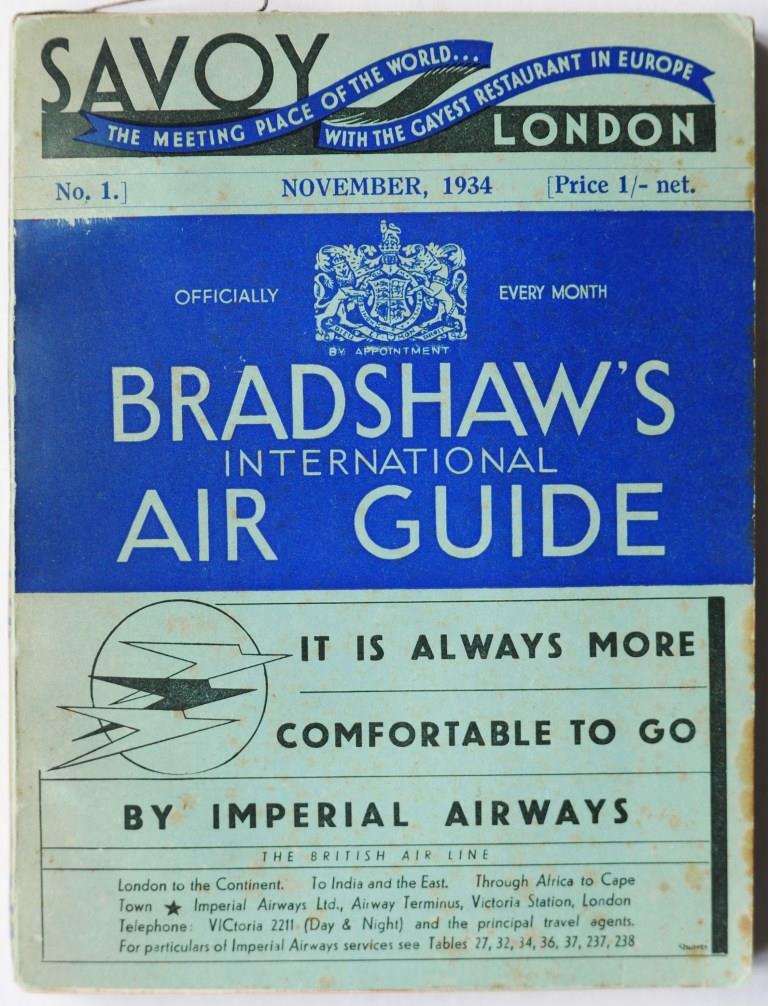 SAVOY
THE MEETING PLACE OF THE WORLD...
WITH THE GAYEST RESTAURANT IN EUROPE
LONDON
No. 1.] NOVEMBER, 1934 [Price 1/- net.
OFFICIALLY EVERY MONTH
BY APPOINTMENT
BRADSHAW'S
INTERNATIONAL
AIR GUIDE
IT IS ALWAYS MORE
COMFORTABLE TO GO
BY IMPERIAL AIRWAYS
THE BRITISH AIR LINE
London to the Continent. To India and the East. Through Africa to Cape
Town ★ Imperial Airways Ltd., Airway Terminus, Victoria Station, London
Telephone: VICtoria 2211 (Day & Night) and the principal travel agents.
For particulars of Imperial Airways services see Tables 27, 32, 34, 36, 37, 237, 238